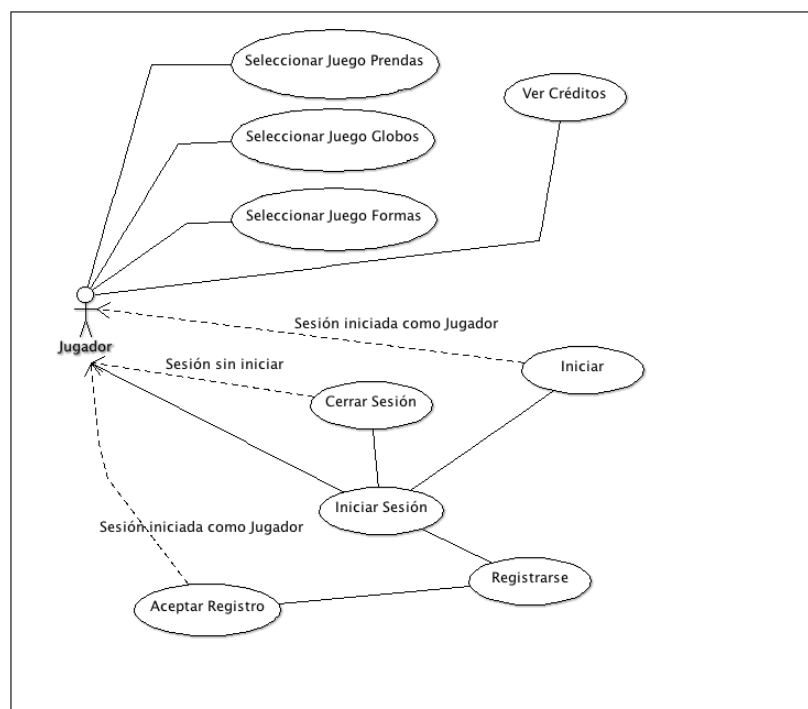 Seleccionar Juego Prendas
Ver Créditos
Seleccionar Juego Globos
Seleccionar Juego Formas
Sesión iniciada como Jugador
Jugador
Sesión sin iniciar
Iniciar
Cerrar Sesión
Iniciar Sesión
Sesión iniciada como Jugador
Registrarse
Aceptar Registro